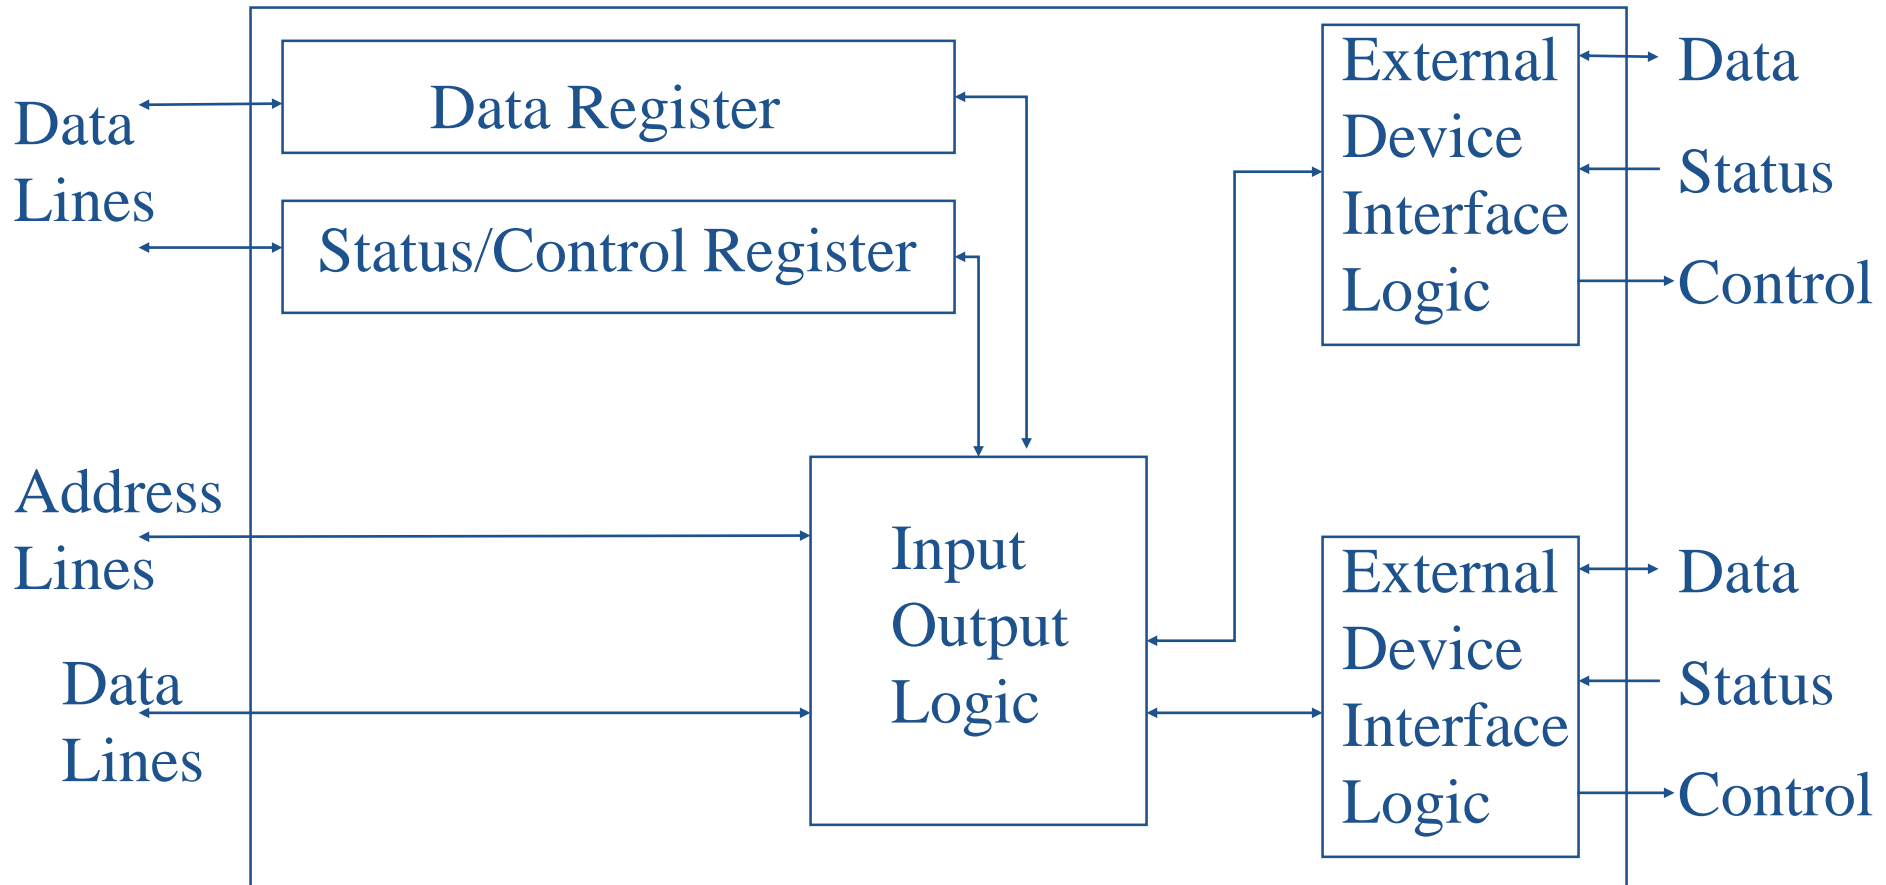 Data
Lines
Data Register
Status/Control Register
External
Device
Interface
Logic
Data
Status
Control
Address
Lines
Data
Lines
Input
Output
Logic
External
Device
Interface
Logic
Data
Status
Control